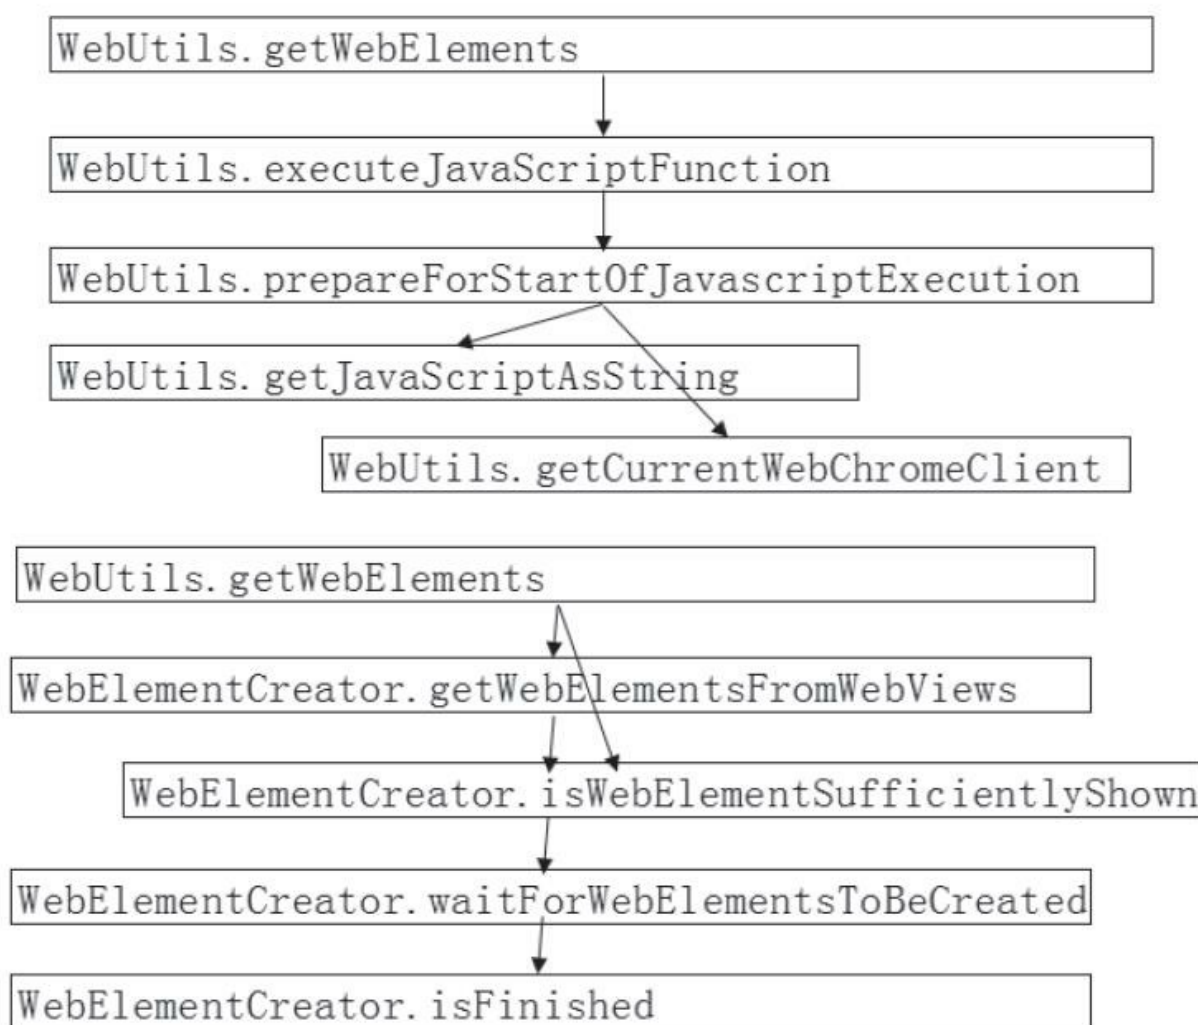 WebUtils.getWebElements
WebUtils.executeJavaScriptFunction
WebUtils.prepareForStartOfJavascriptExecution
WebUtils.getJavaScriptAsString
WebUtils.getCurrentWebChromeClient
WebUtils.getWebElements
WebElementCreator.getWebElementsFromWebViews
WebElementCreator.isWebElementSufficientlyShown
WebElementCreator.waitForWebElementsToBeCreated
WebElementCreator.isFinished